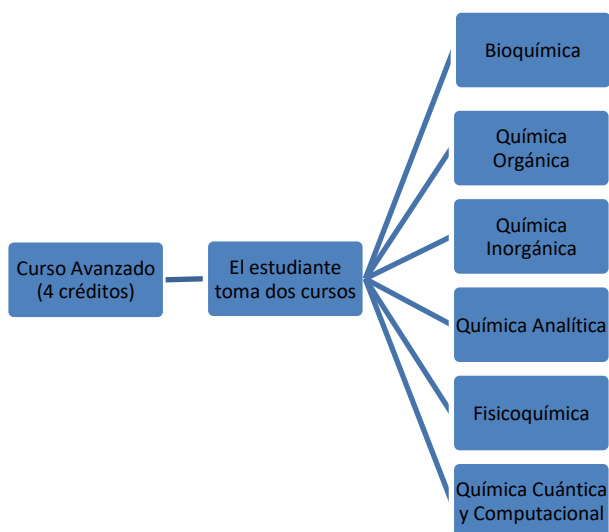 Curso Avanzado
(4 créditos)
El estudiante
toma dos cursos
Bioquímica
Química
Orgánica
Química
Inorgánica
Química Analítica
Fisicoquímica
Química Cuántica
y Computacional